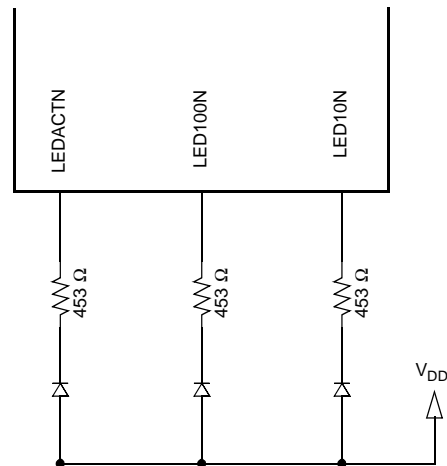 LEDACTN
LED100N
LED10N
453 Ω
453 Ω
453 Ω
VDD